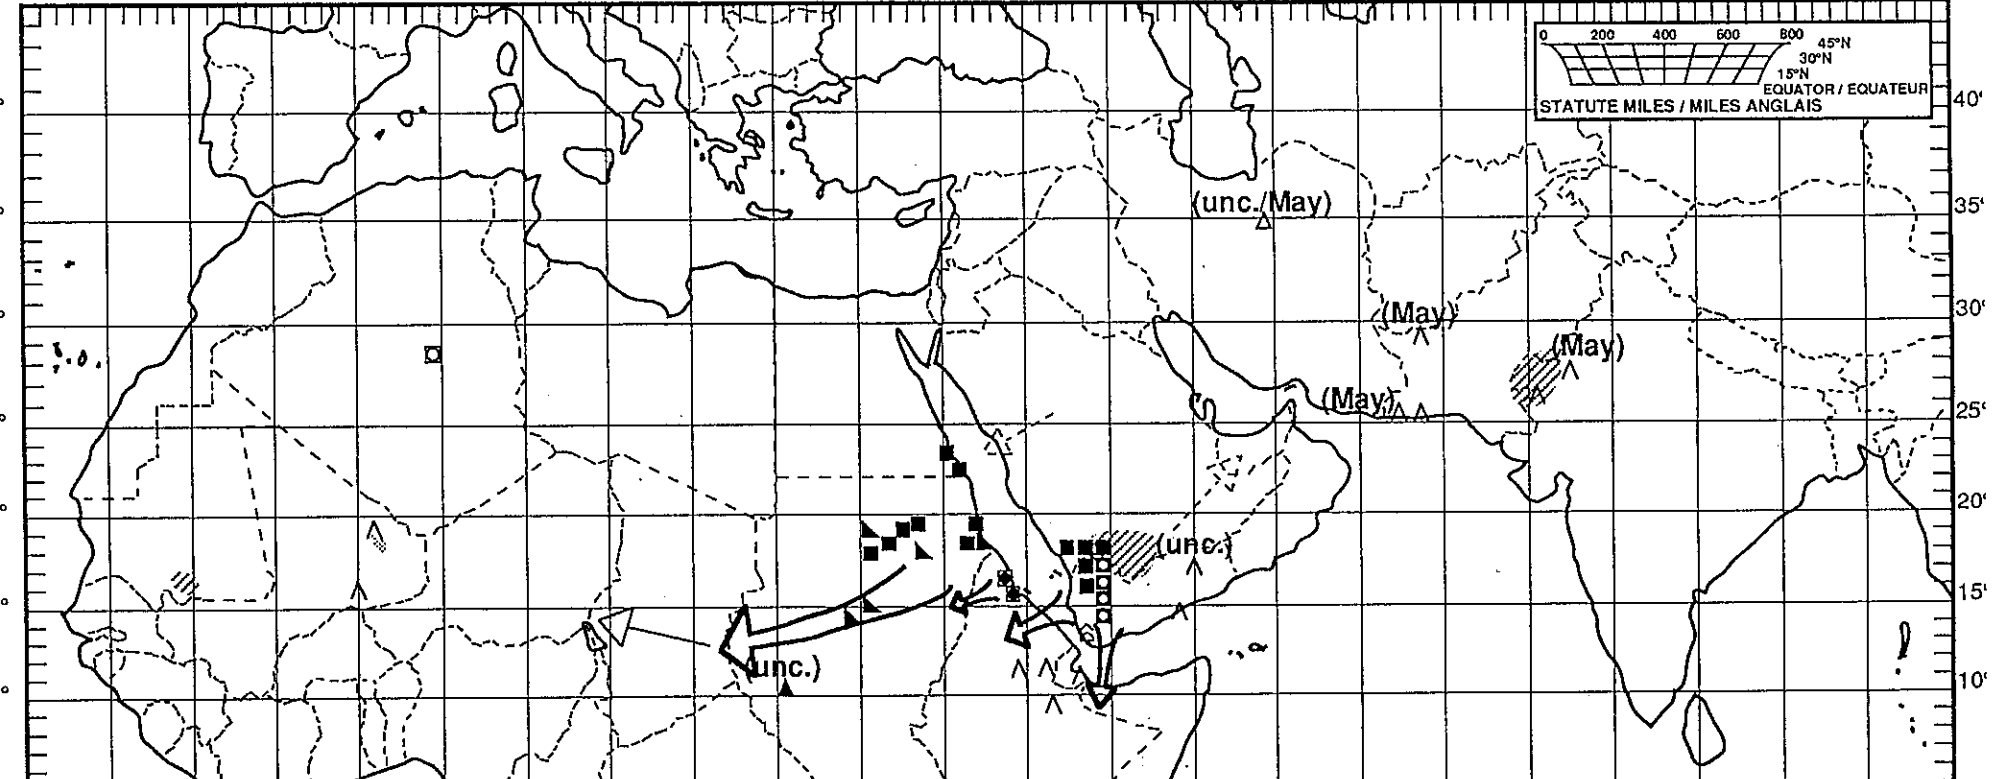 0 200 400 600 800
45°N
30°N
15°N
EQUATOR / EQUATEUR
STATUTE MILES / MILES ANGLAIS
40°
(unc./May)
35°
(May)
30°
(May)
(May)
25°
20°
(unc.)
15°
(unc.)
10°